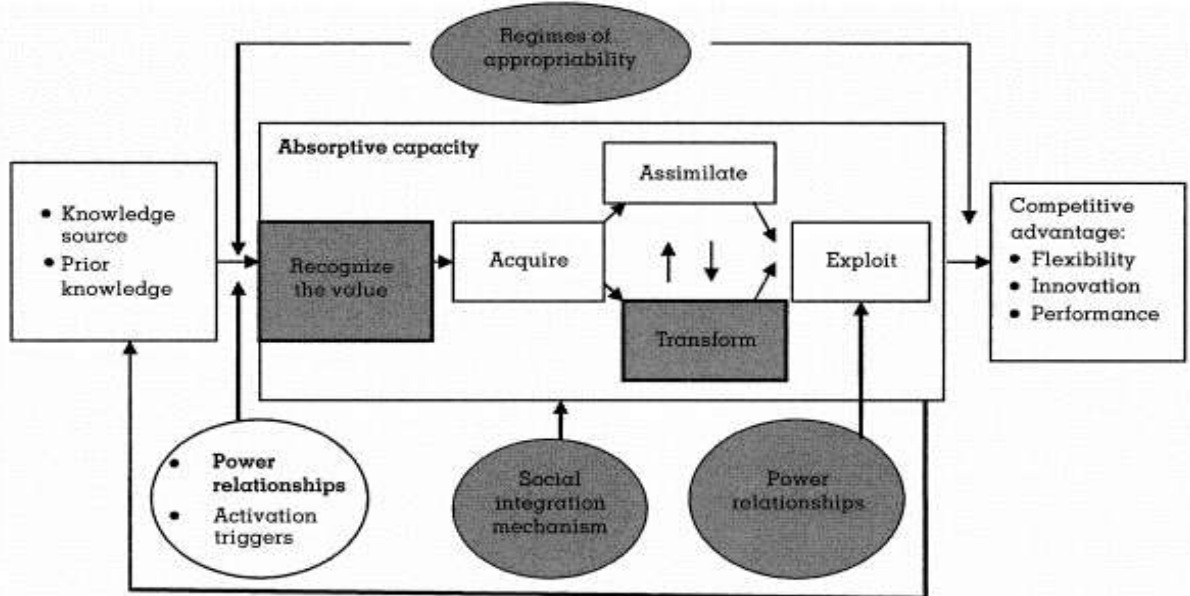 Regimes of
appropriability
Absorptive capacity
Assimilate
• Knowledge
source
• Prior
knowledge
Recognize
the value
Acquire
Exploit
Transform
Competitive
advantage:
• Flexibility
• Innovation
• Performance
• Power
relationships
• Activation
triggers
Social
integration
mechanism
Power
relationships